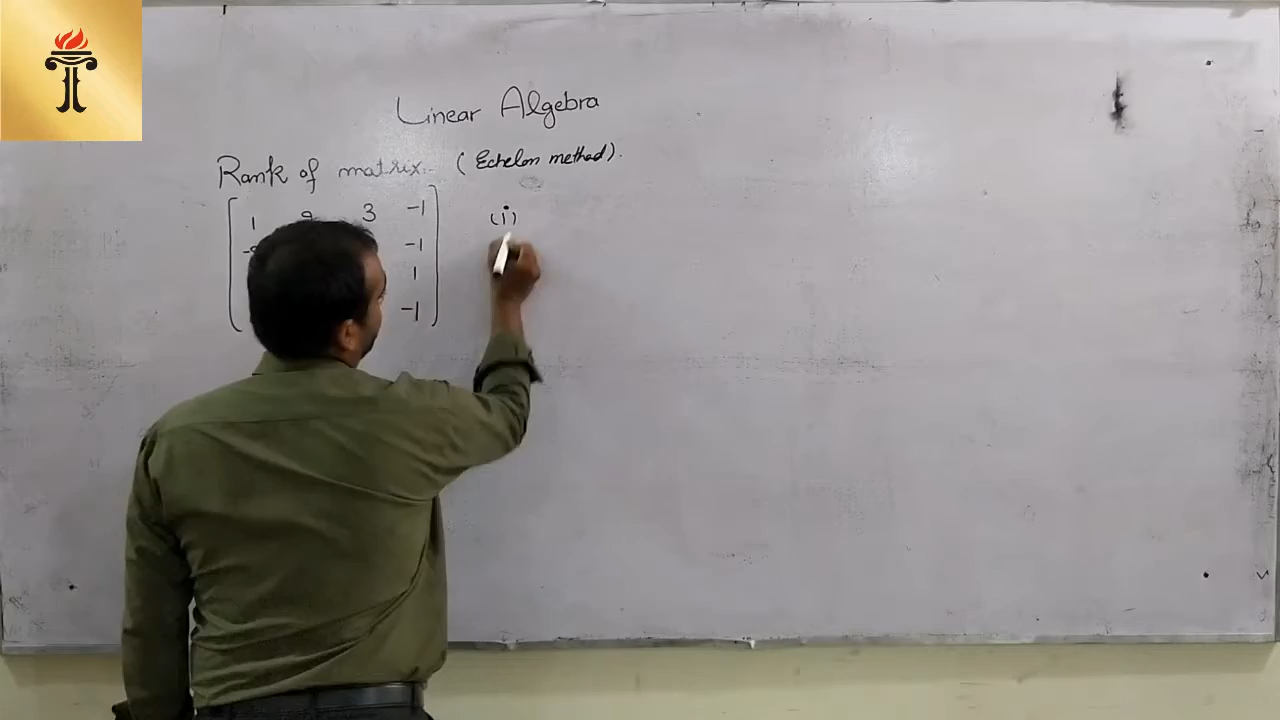 Linear Algebra
Rank of matrix:- (Echelon method).
1 3 -1 (i)
-1
1
-1